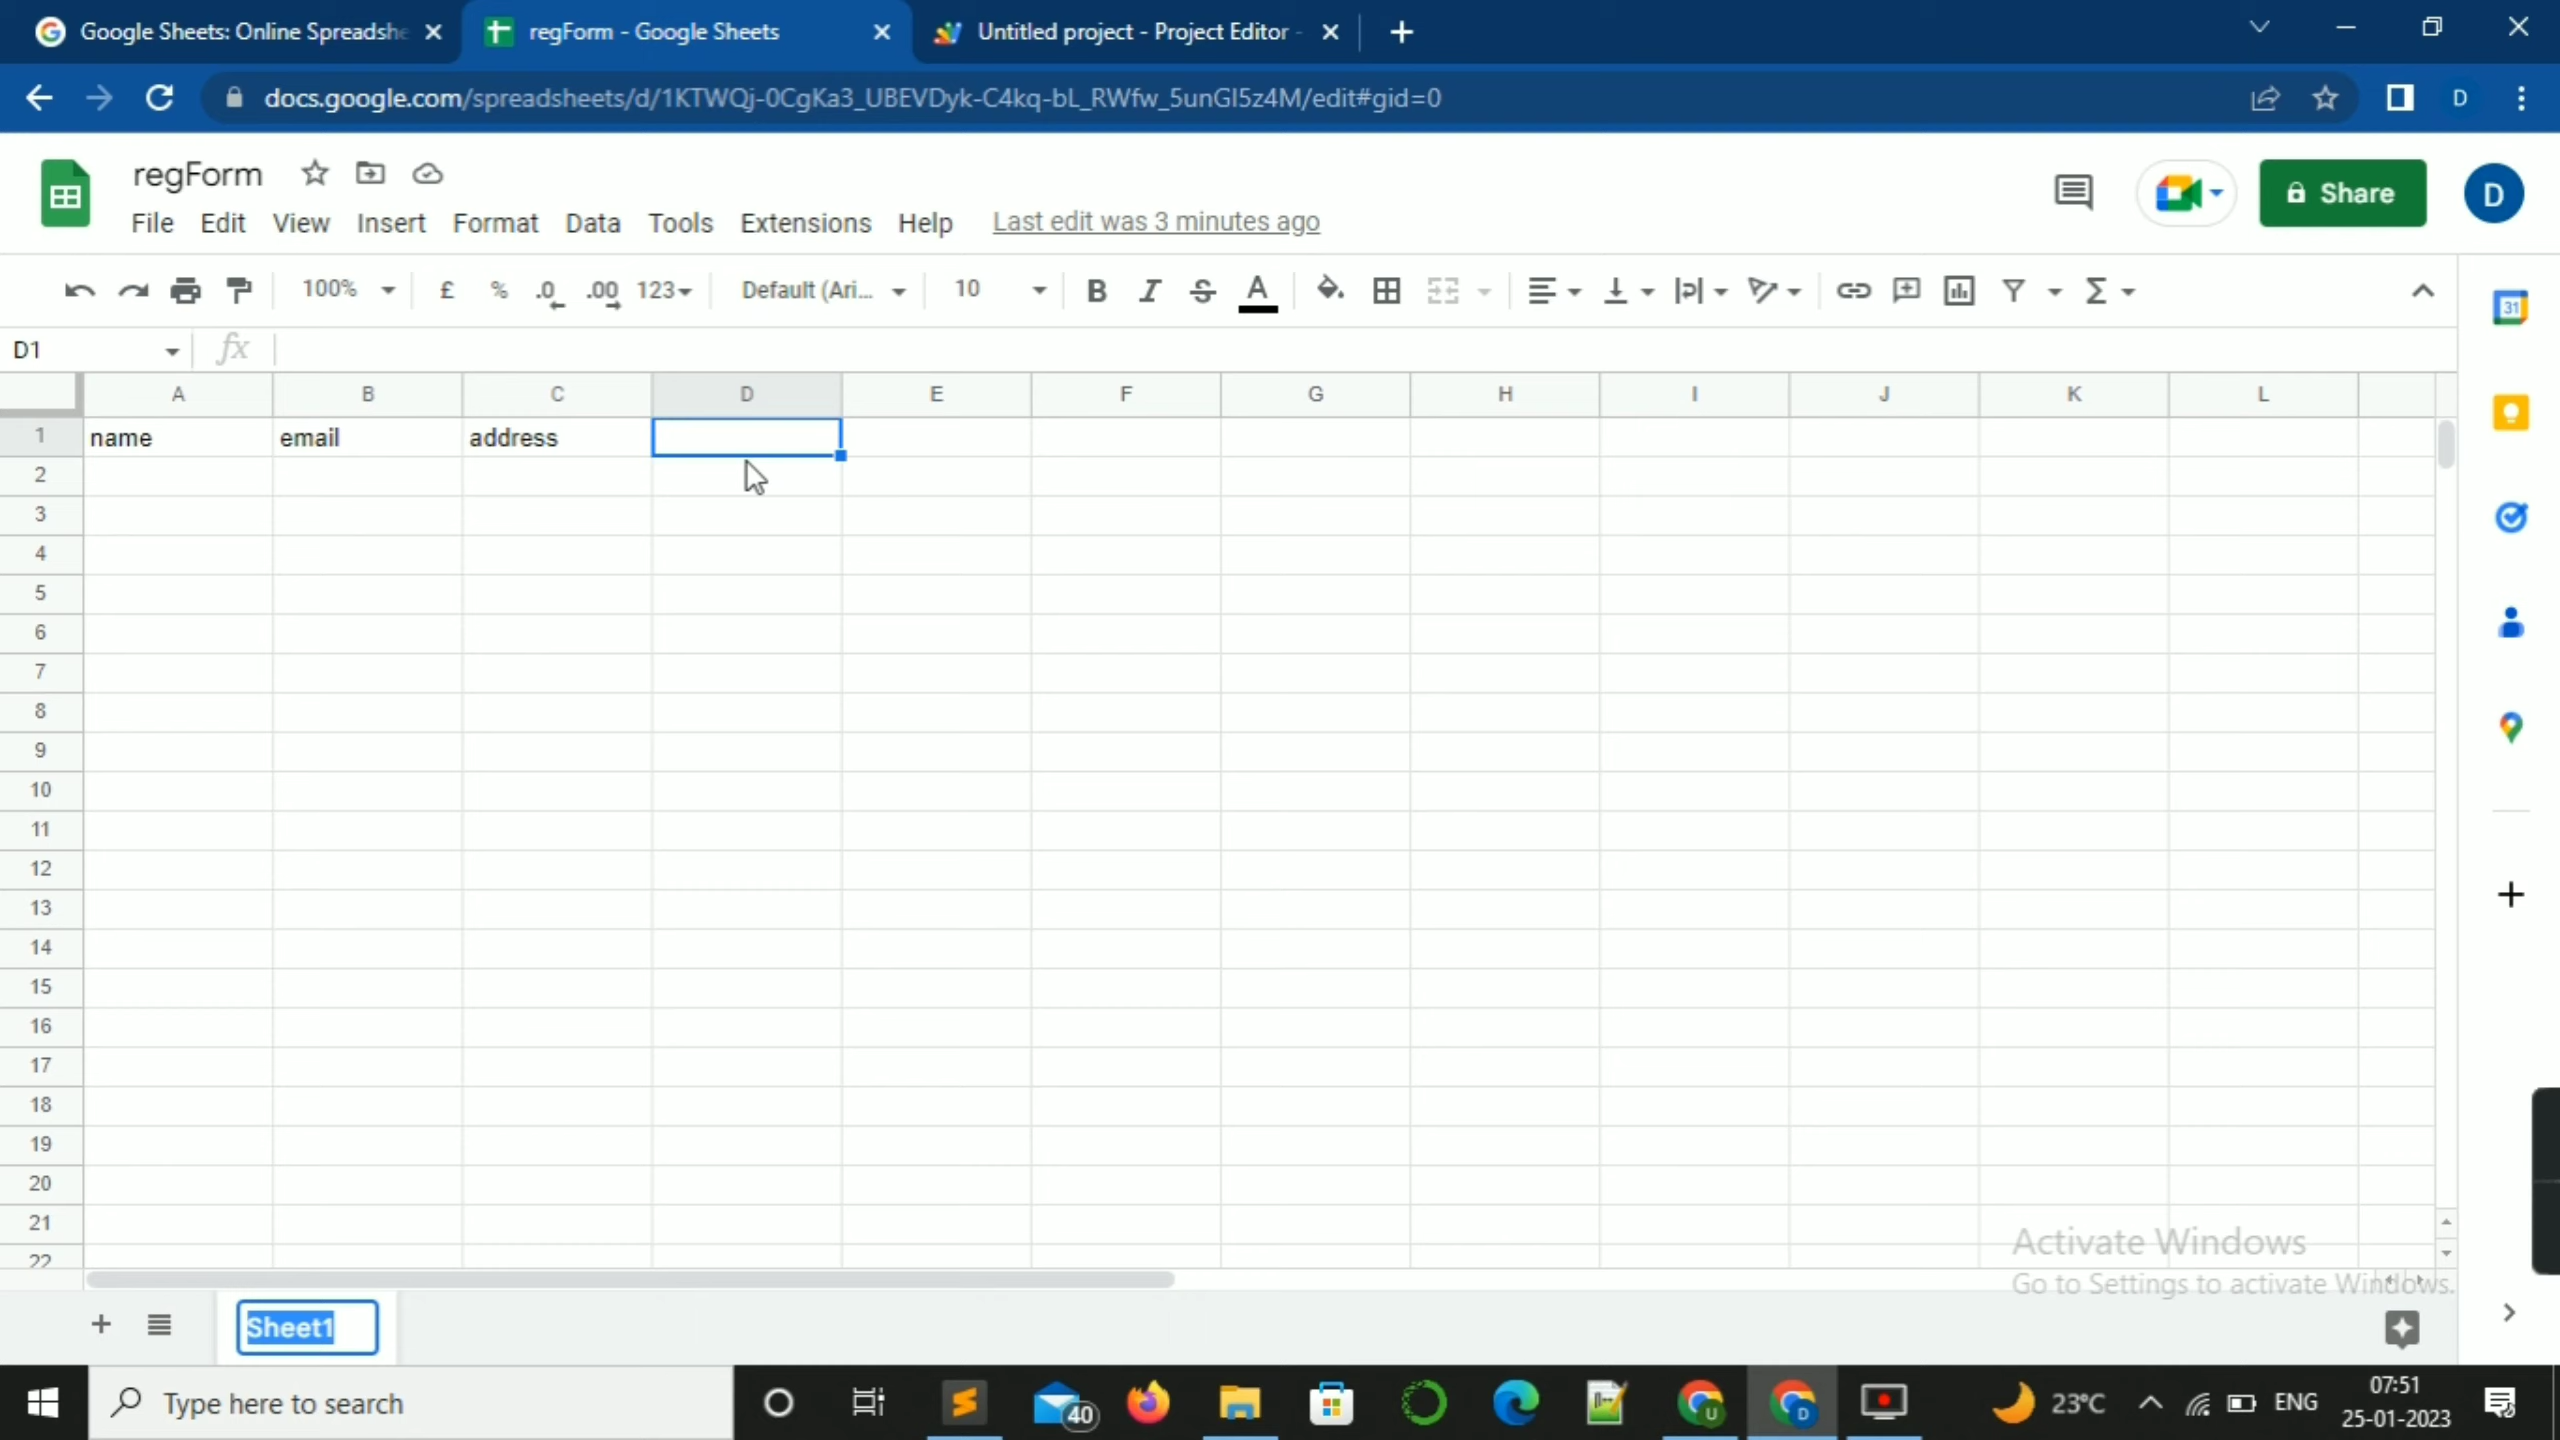 Google Sheets: Online Spreadshe
regForm - Google Sheets
Untitled project - Project Editor -
docs.google.com/spreadsheets/d/1KTWQj-0CgKa3_UBEVDyk-C4kq-bL_RWfw_5unGI5z4M/edit#gid=0
D
regForm
File Edit View Insert Format Data Tools Extensions Help Last edit was 3 minutes ago
Share
D
100% £ % .0 .00 123 Default (Ari... 10 B I S A
31
D1 fx
A B C D E F G H I J K L
1 name email address
2
3
4
5
6
7
8
9
10
11
12
13
14
15
16
17
18
19
20
21
22
Activate Windows
Go to Settings to activate Windows.
Sheet1
Type here to search
40
U
D
23°C
ENG
07:51
25-01-2023